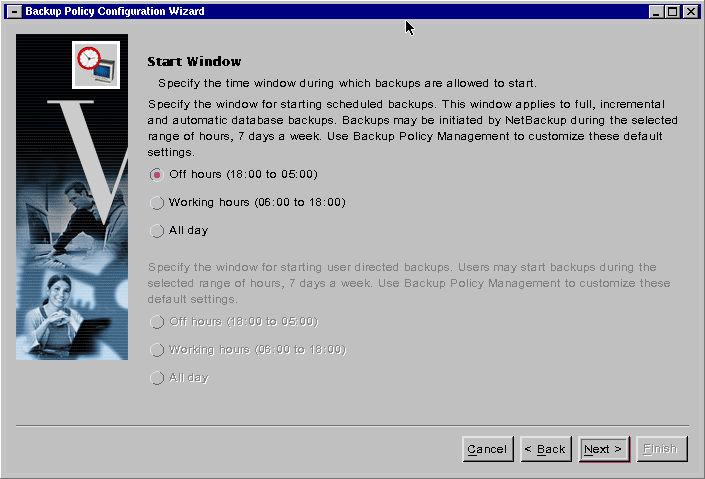 Backup Policy Configuration Wizard
Start Window
Specify the time window during which backups are allowed to start.
Specify the window for starting scheduled backups. This window applies to full, incremental
and automatic database backups. Backups may be initiated by NetBackup during the selected
range of hours, 7 days a week. Use Backup Policy Management to customize these default
settings.
Off hours (18:00 to 05:00)
Working hours (06:00 to 18:00)
All day
Specify the window for starting user directed backups. Users may start backups during the
selected range of hours, 7 days a week. Use Backup Policy Management to customize these
default settings.
Off hours (18:00 to 05:00)
Working hours (06:00 to 18:00)
All day
Cancel
< Back
Next >
Finish
V